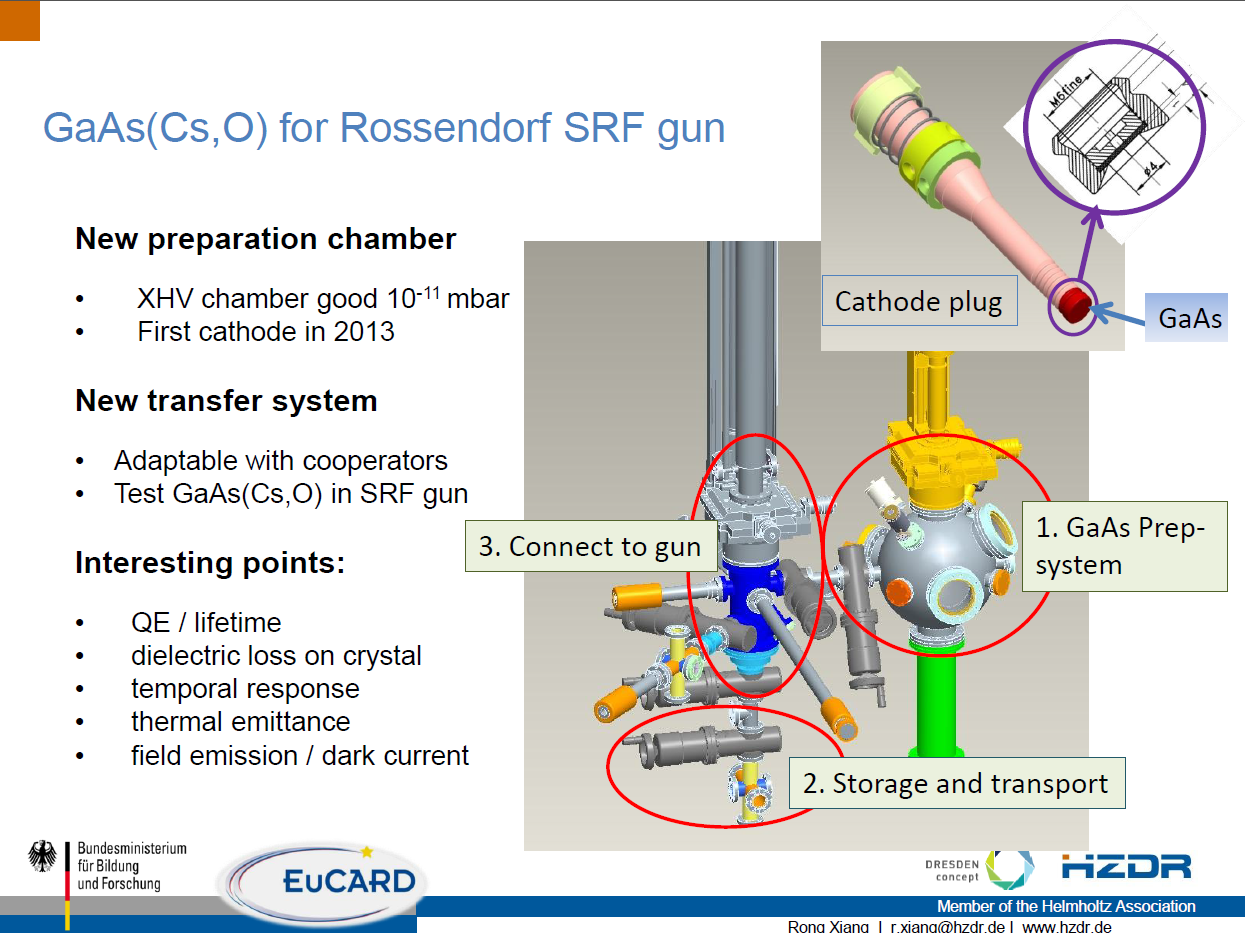 GaAs(Cs,O) for Rossendorf SRF gun
New preparation chamber
• XHV chamber good 10⁻¹¹ mbar
• First cathode in 2013
New transfer system
• Adaptable with cooperators
• Test GaAs(Cs,O) in SRF gun
Interesting points:
• QE / lifetime
• dielectric loss on crystal
• temporal response
• thermal emittance
• field emission / dark current
M6fine
ø4
Cathode plug
GaAs
1. GaAs Prep-
system
3. Connect to gun
2. Storage and transport
Bundesministerium
für Bildung
und Forschung
EuCARD
DRESDEN
concept
HZDR
Member of the Helmholtz Association
Rong Xiang I r.xiang@hzdr.de I www.hzdr.de